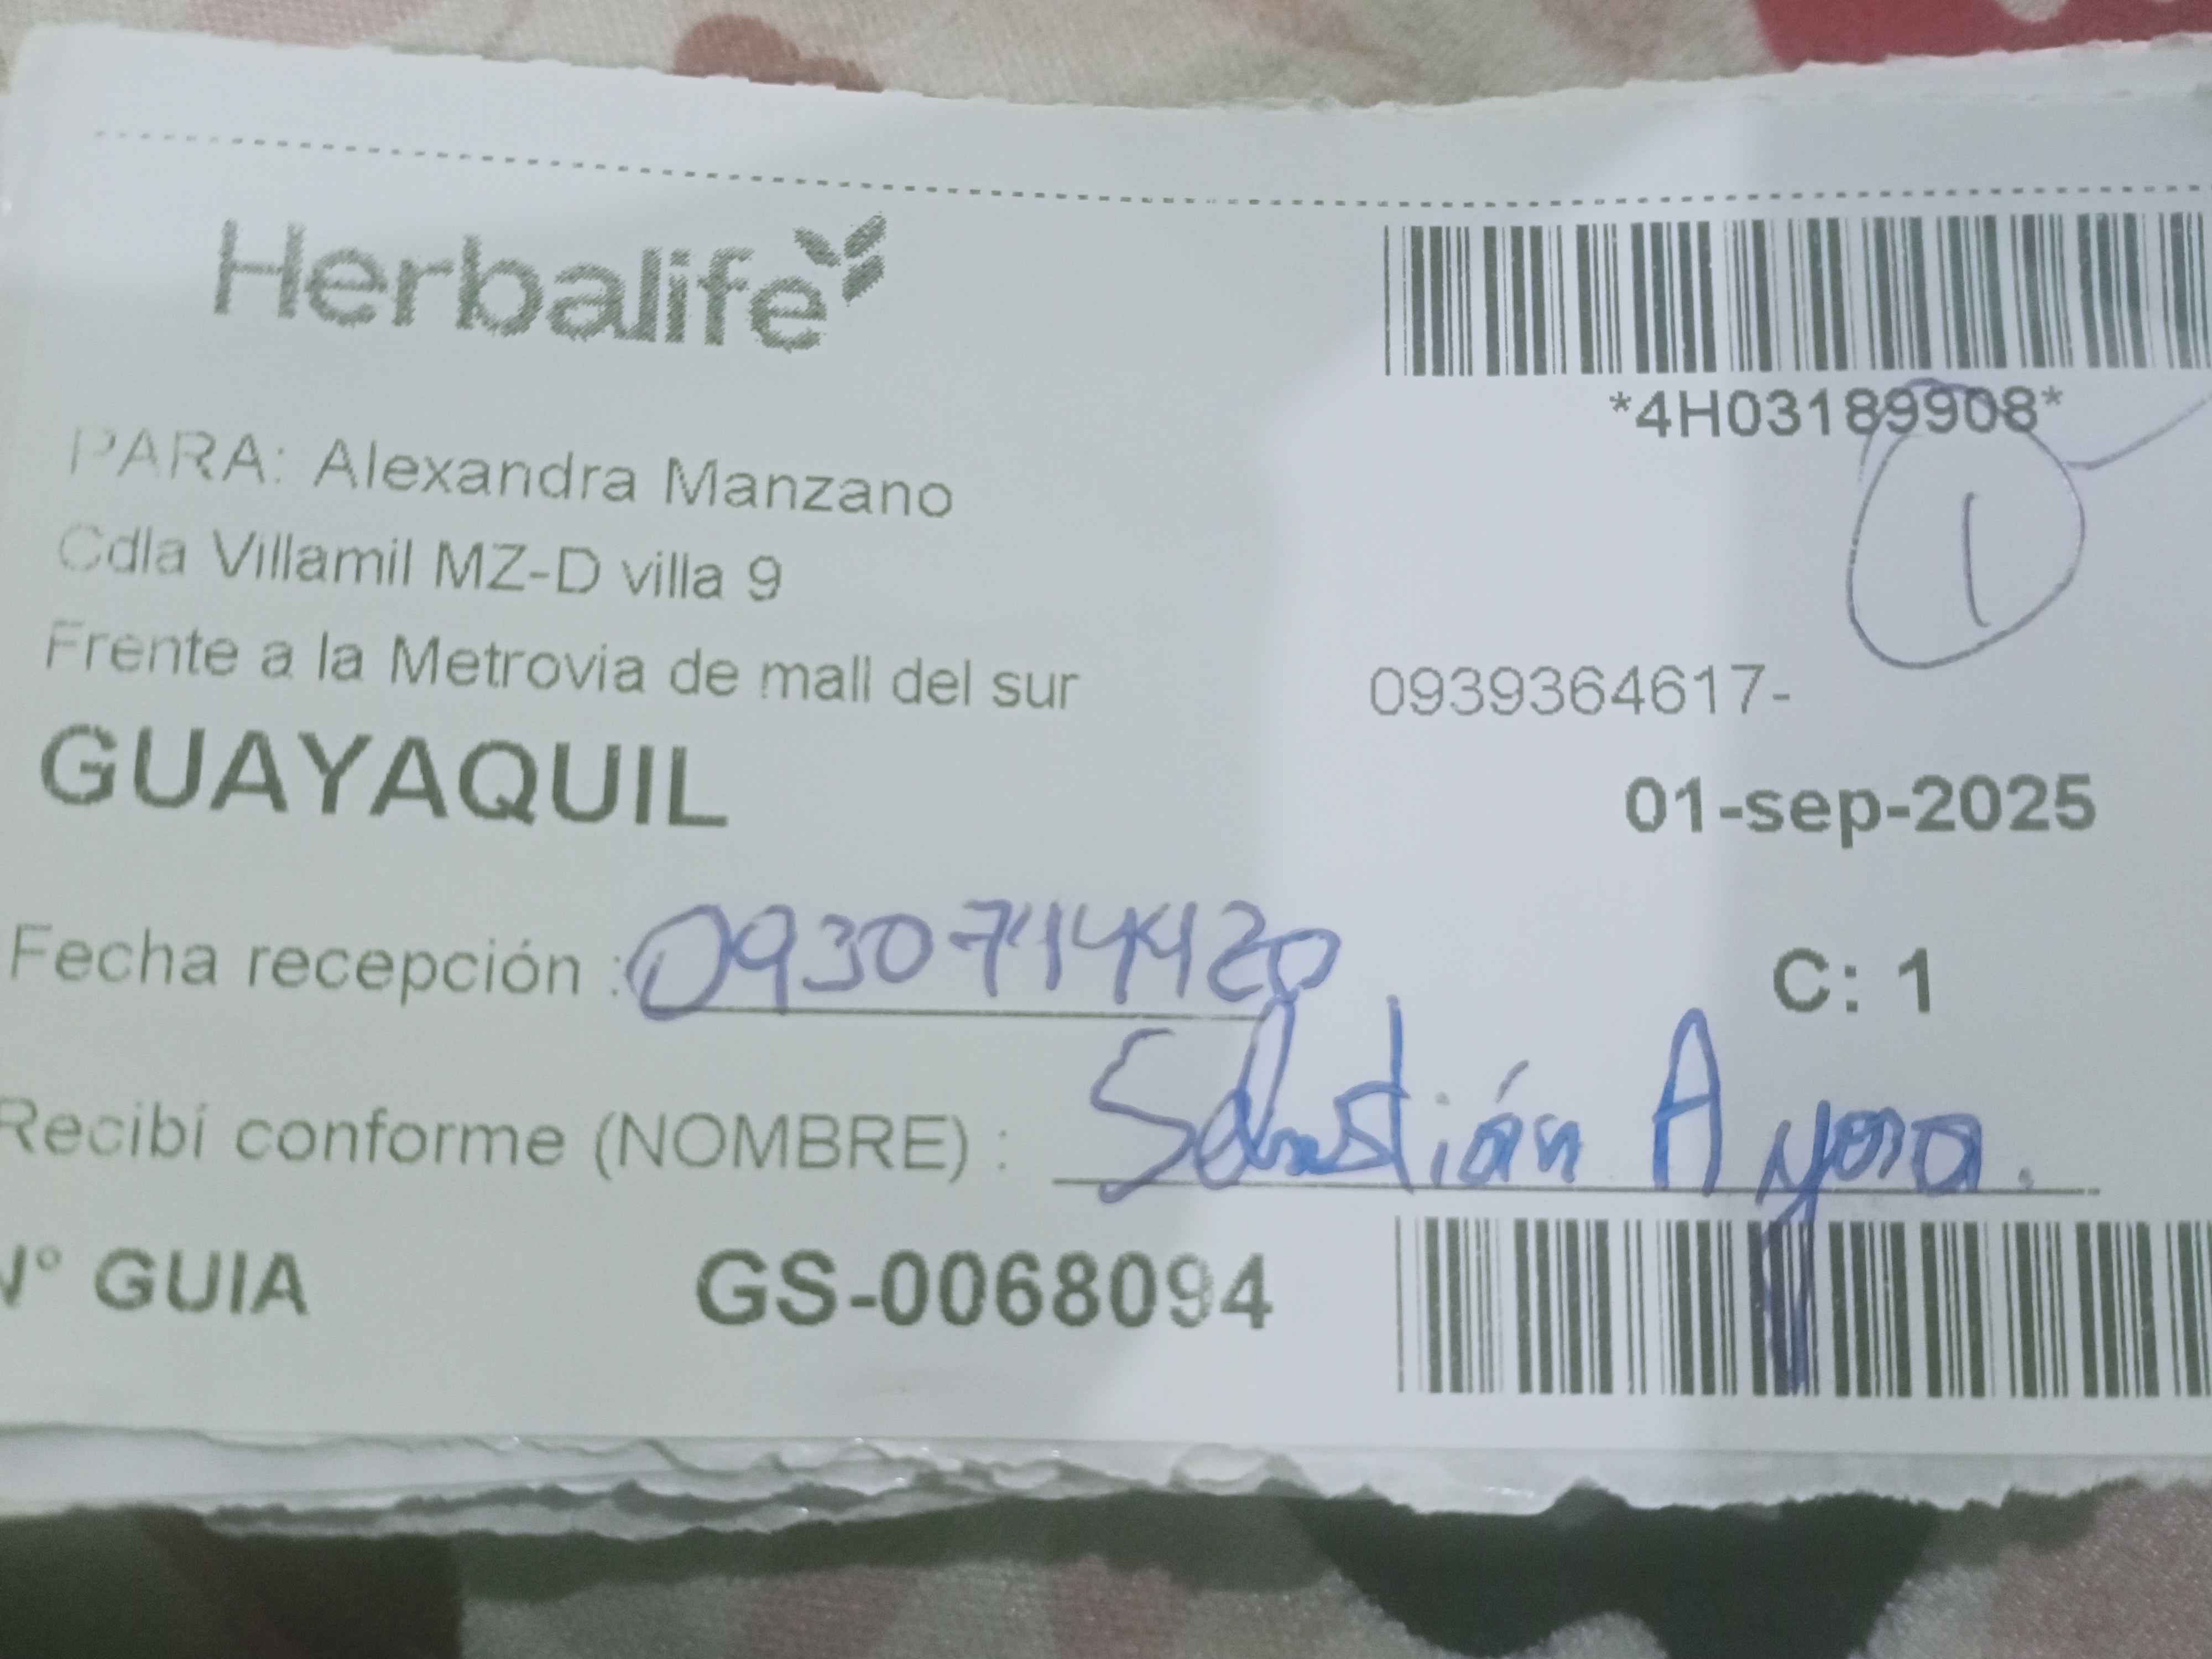 Herbalife
*4H03189908*
PARA: Alexandra Manzano
1
Cdla Villamil MZ-D villa 9
Frente a la Metrovia de mall del sur
0939364617-
GUAYAQUIL
01-sep-2025
Fecha recepción : 0930714420
C: 1
Recibí conforme (NOMBRE) : Sebastián Ayora.
N° GUIA GS-0068094